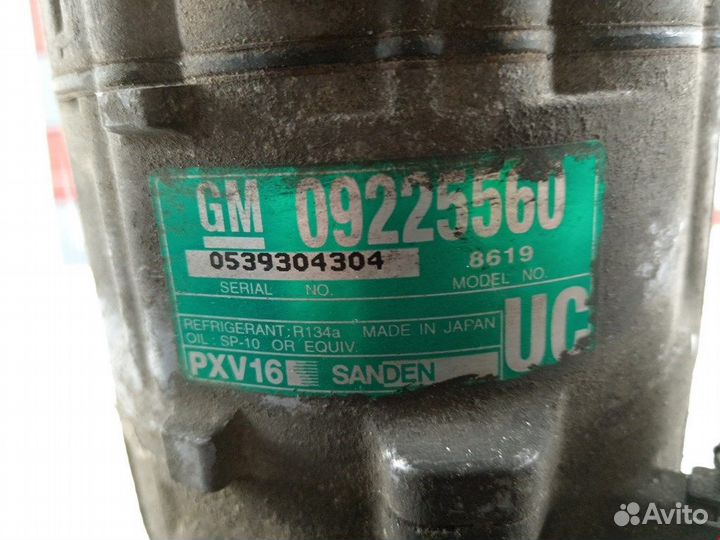 GM 09225560
0539304304 8619
SERIAL NO. MODEL NO.
REFRIGERANT: R134a MADE IN JAPAN
OIL: SP-10 OR EQUIV.
UC
PXV16 SANDEN
Avito